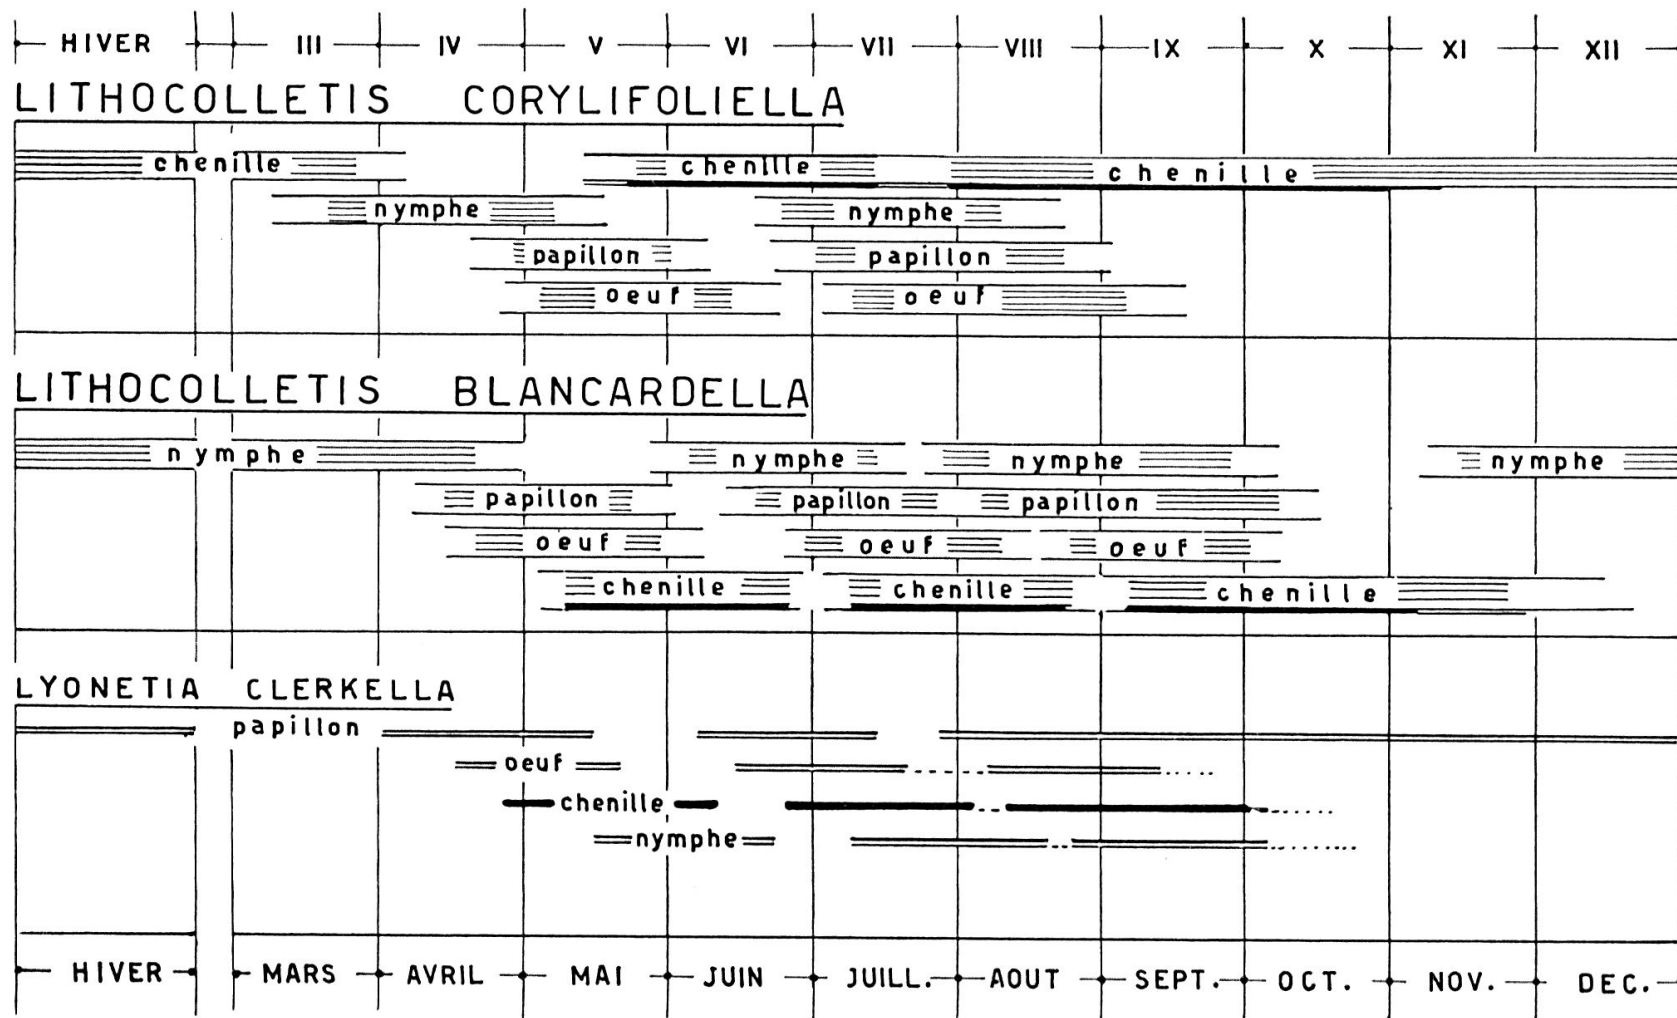 HIVER III IV V VI VII VIII IX X XI XII
LITHOCOLLETIS CORYLIFOLIELLA
chenille chenille chenille
nymphe nymphe
papillon papillon
oeuf oeuf
LITHOCOLLETIS BLANCARDELLA
nymphe nymphe nymphe nymphe
papillon papillon papillon
oeuf oeuf oeuf
chenille chenille chenille
LYONETIA CLERKELLA
papillon
oeuf
chenille
nymphe
HIVER MARS AVRIL MAI JUIN JUILL. AOUT SEPT. OCT. NOV. DEC.